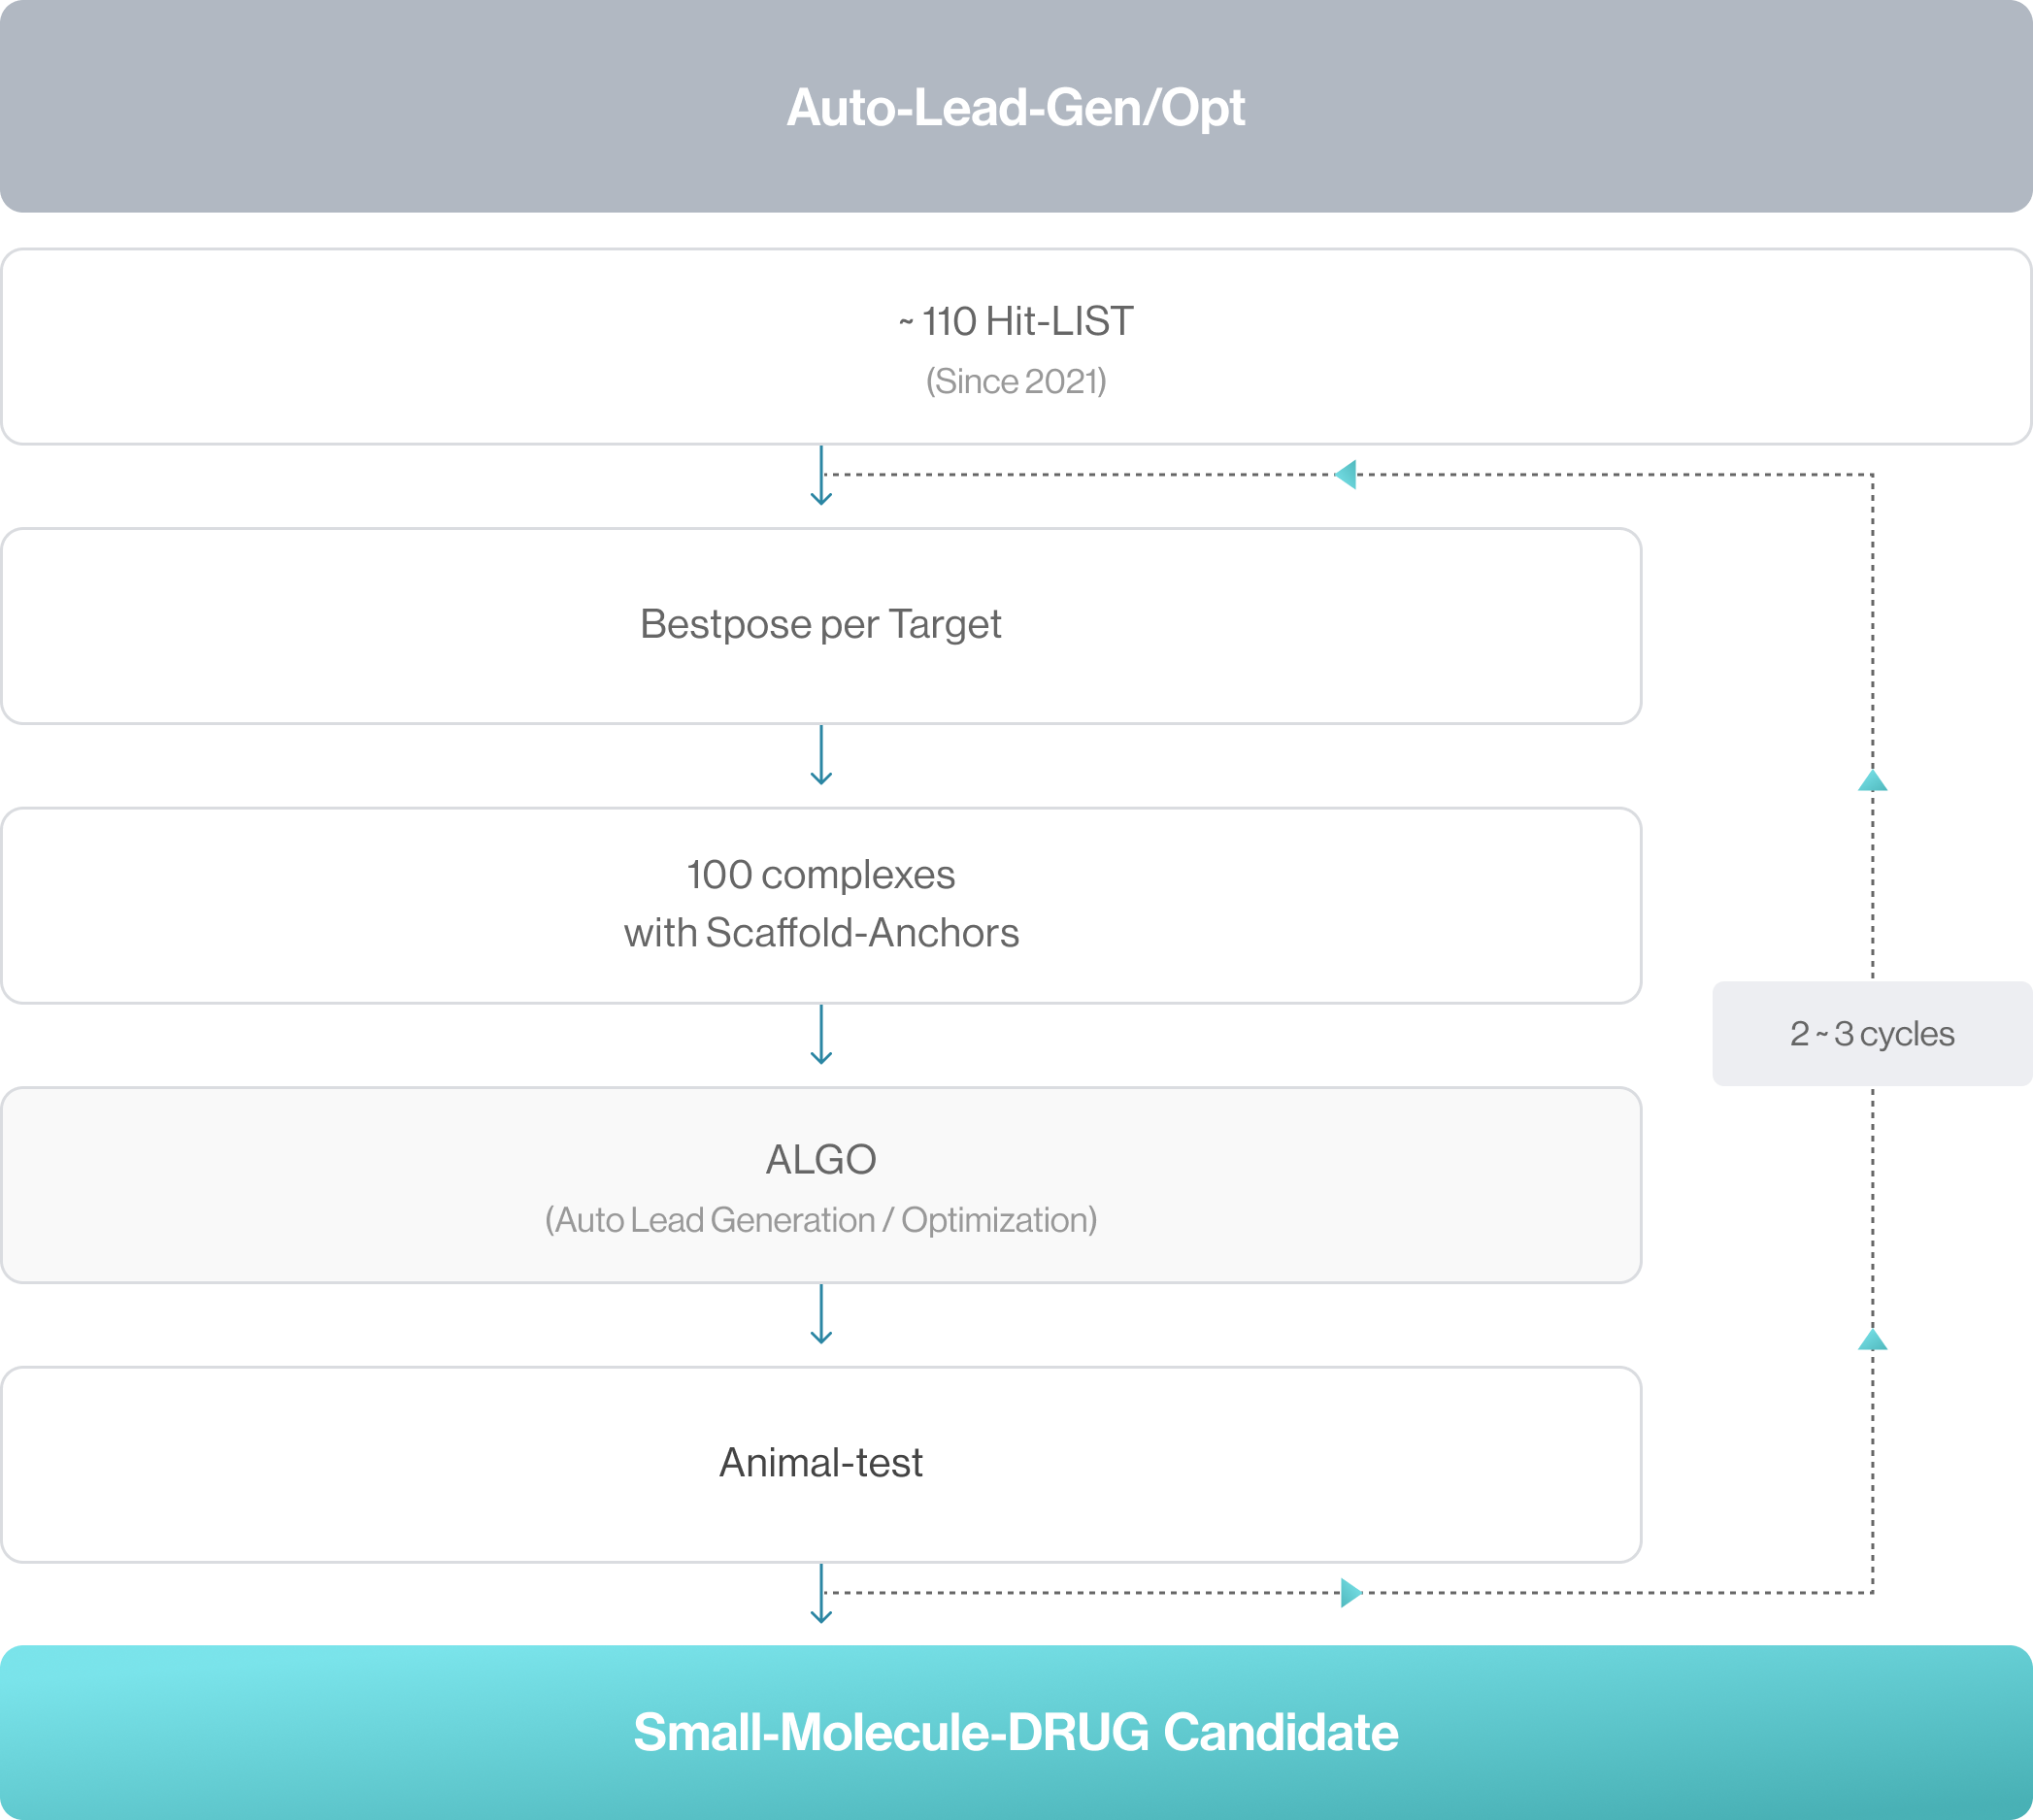 Auto-Lead-Gen/Opt
~ 110 Hit-LIST
(Since 2021)
Bestpose per Target
100 complexes
with Scaffold-Anchors
2 ~ 3 cycles
ALGO
(Auto Lead Generation / Optimization)
Animal-test
Small-Molecule-DRUG Candidate